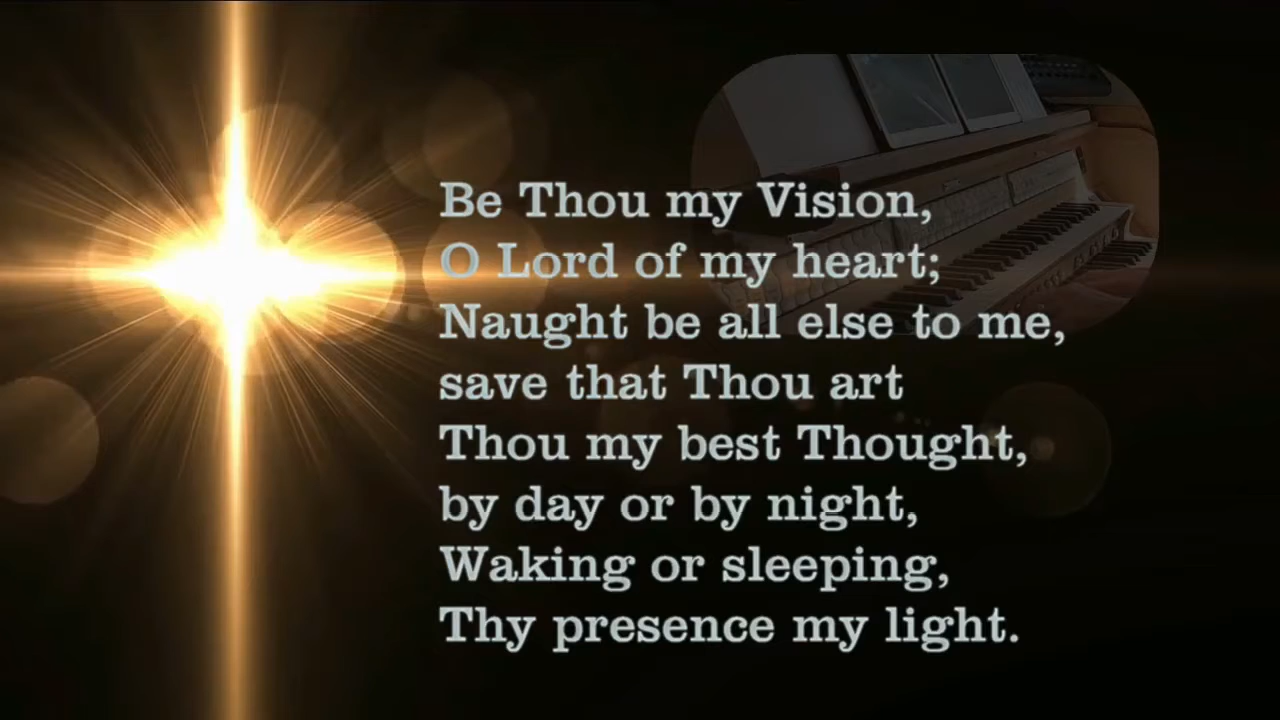 Be Thou my Vision,
O Lord of my heart;
Naught be all else to me,
save that Thou art
Thou my best Thought,
by day or by night,
Waking or sleeping,
Thy presence my light.